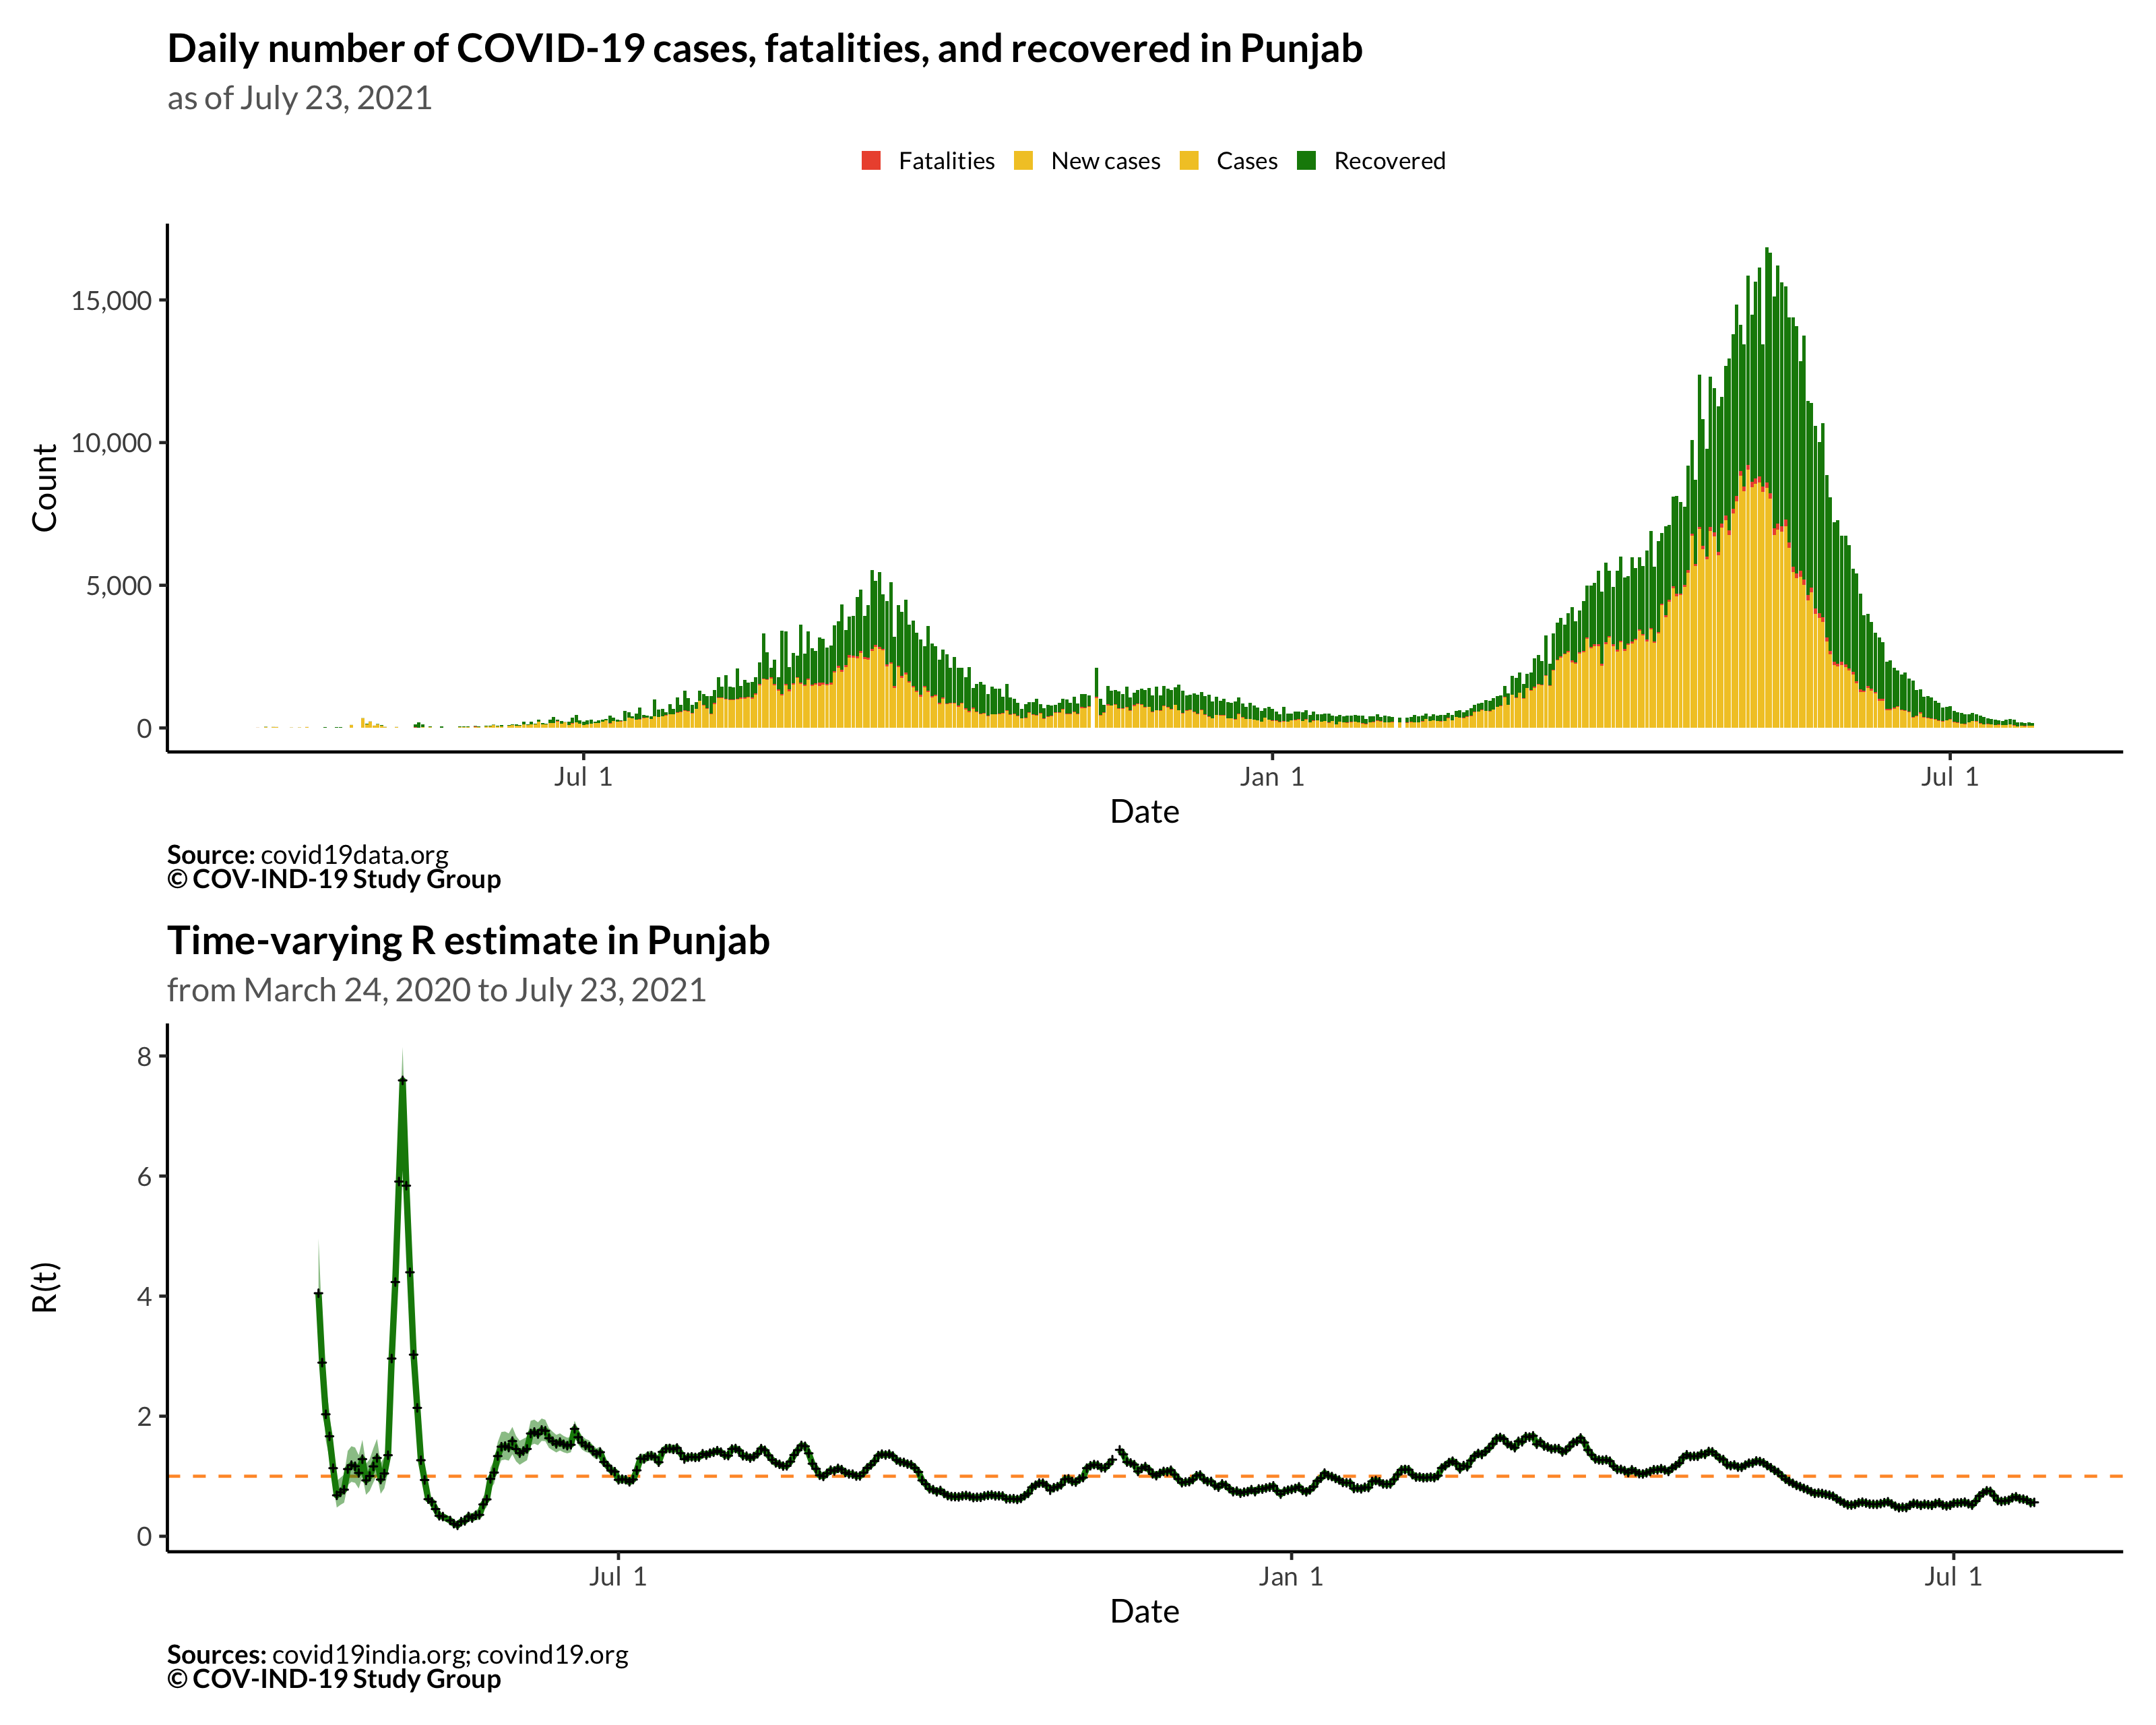 Daily number of COVID-19 cases, fatalities, and recovered in Punjab
as of July 23, 2021
Fatalities New cases Cases Recovered
15,000
10,000
5,000
0
Count
Jul 1 Jan 1 Jul 1
Date
Source: covid19data.org
© COV-IND-19 Study Group
Time-varying R estimate in Punjab
from March 24, 2020 to July 23, 2021
8
6
4
2
0
R(t)
Jul 1 Jan 1 Jul 1
Date
Sources: covid19india.org; covind19.org
© COV-IND-19 Study Group